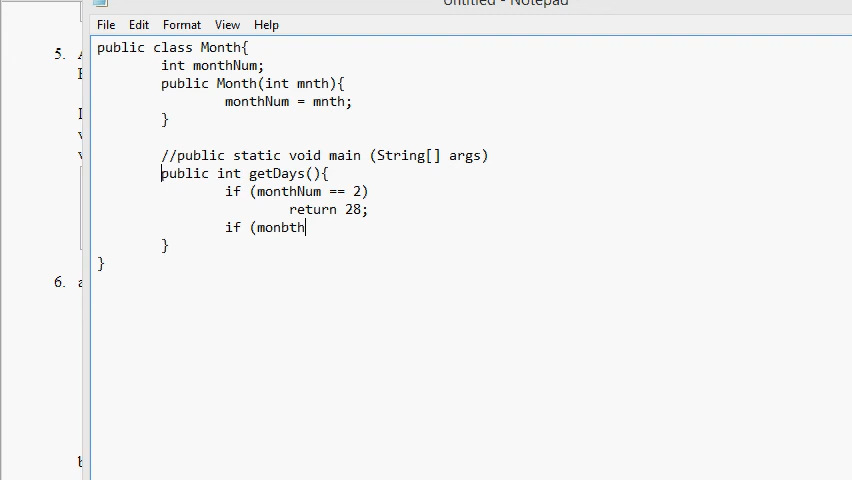 Untitled - Notepad
File Edit Format View Help
public class Month{
int monthNum;
public Month(int mnth){
monthNum = mnth;
}
//public static void main (String[] args)
public int getDays(){
if (monthNum == 2)
return 28;
if (monbth
}
}
5.
6.